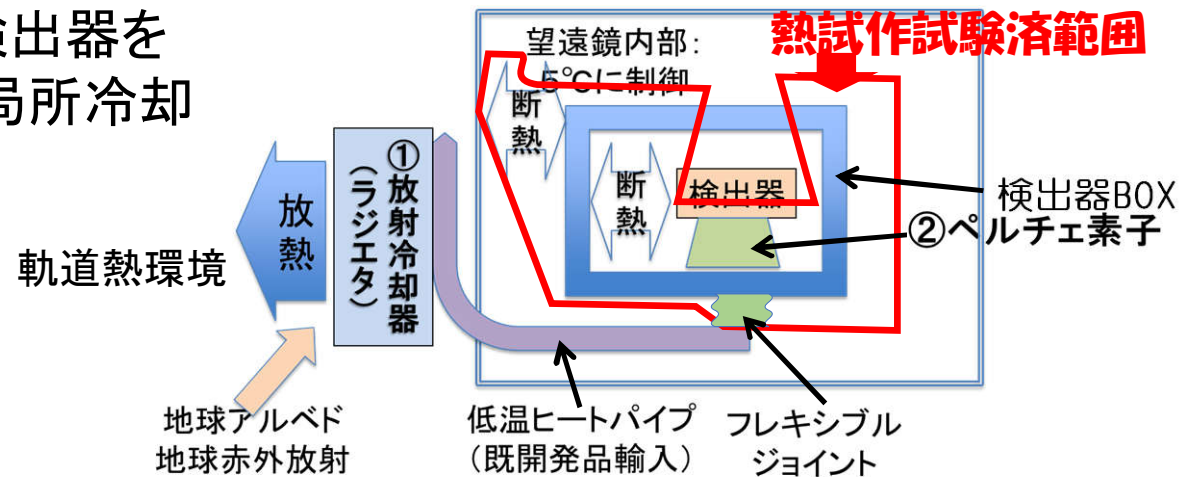 検出器を
局所冷却
望遠鏡内部：
5℃に制御
熱試作試験済範囲
断
熱
①放射冷却器
（ラジエタ）
放
熱
断
熱
検出器
検出器BOX
②ペルチェ素子
軌道熱環境
地球アルベド
地球赤外放射
低温ヒートパイプ
（既開発品輸入）
フレキシブル
ジョイント